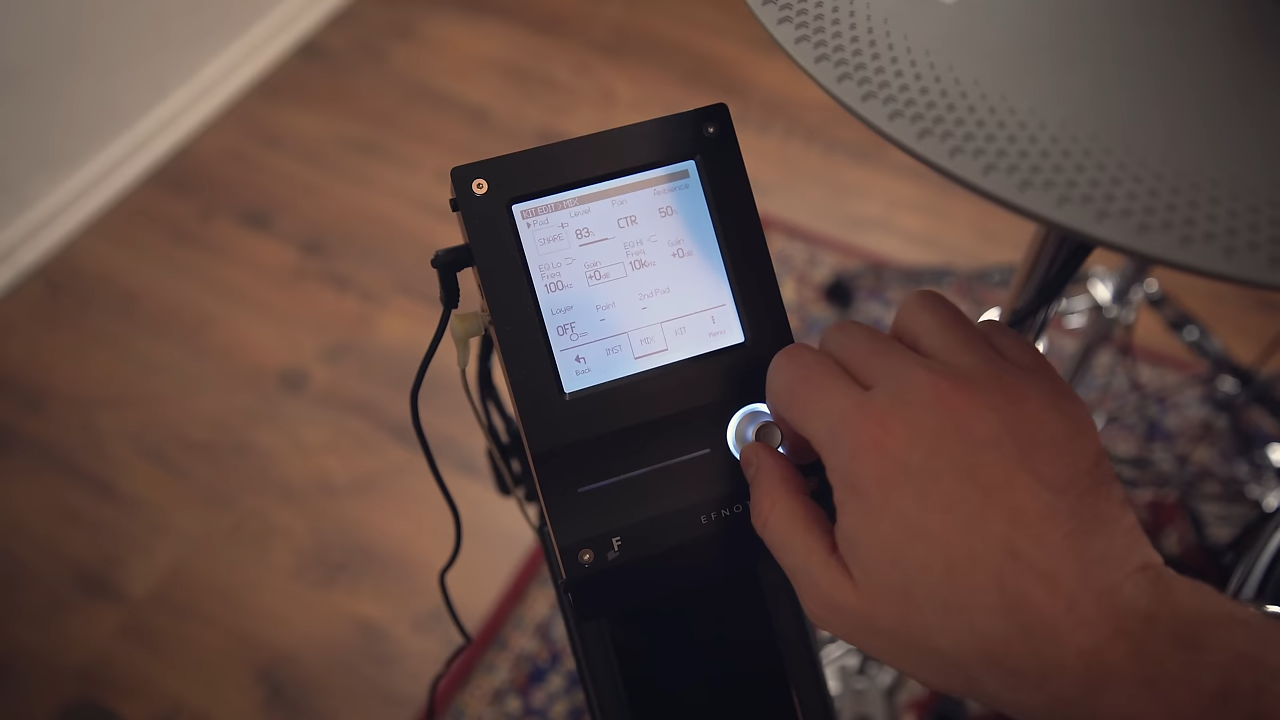 KIT EDIT > MIX
Pad Level Pan Ambience
SNARE 83% CTR 50%
EQ Lo EQ Hi
Freq Gain Freq Gain
100Hz +0dB 10kHz +0dB
Layer Point 2nd Pad
OFF - -
Back INST MIX KIT Menu
EFNOT
F